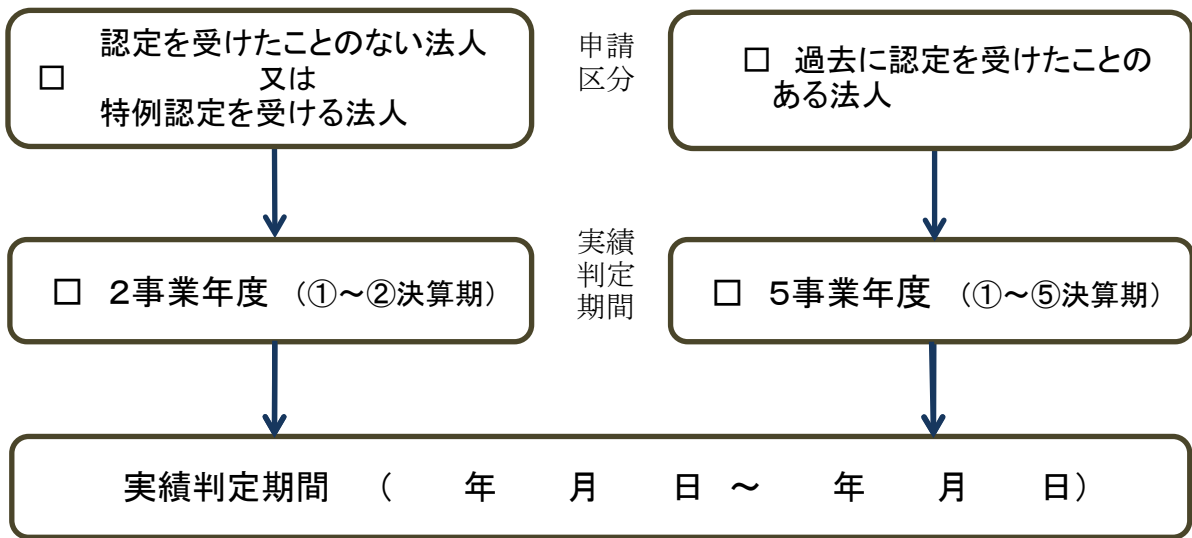 認定を受けたことのない法人
□ 又は
特例認定を受ける法人
申請
区分
□ 過去に認定を受けたことの
ある法人
□ 2事業年度 (①~②決算期)
実績
判定
期間
□ 5事業年度 (①~⑤決算期)
実績判定期間 ( 年 月 日 ~ 年 月 日)